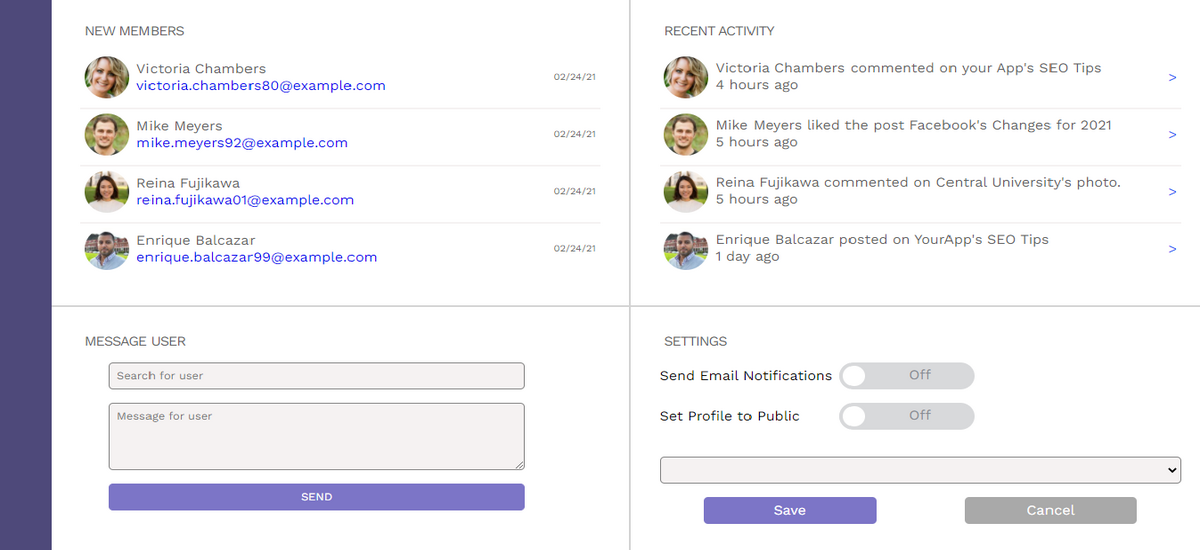 NEW MEMBERS
Victoria Chambers
victoria.chambers80@example.com
02/24/21
Mike Meyers
mike.meyers92@example.com
02/24/21
Reina Fujikawa
reina.fujikawa01@example.com
02/24/21
Enrique Balcazar
enrique.balcazar99@example.com
02/24/21
RECENT ACTIVITY
Victoria Chambers commented on your App's SEO Tips
4 hours ago
>
Mike Meyers liked the post Facebook's Changes for 2021
5 hours ago
>
Reina Fujikawa commented on Central University's photo.
5 hours ago
>
Enrique Balcazar posted on YourApp's SEO Tips
1 day ago
>
MESSAGE USER
Search for user
Message for user
SEND
SETTINGS
Send Email Notifications
Off
Set Profile to Public
Off
Save
Cancel